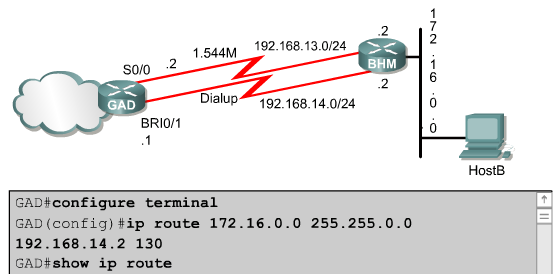 S0/0
.2
1.544M
192.168.13.0/24
.2
BHM
GAD
Dialup
192.168.14.0/24
.2
BRI0/1
.1
172.16.0.0
HostB
GAD#configure terminal
GAD(config)#ip route 172.16.0.0 255.255.0.0
192.168.14.2 130
GAD#show ip route